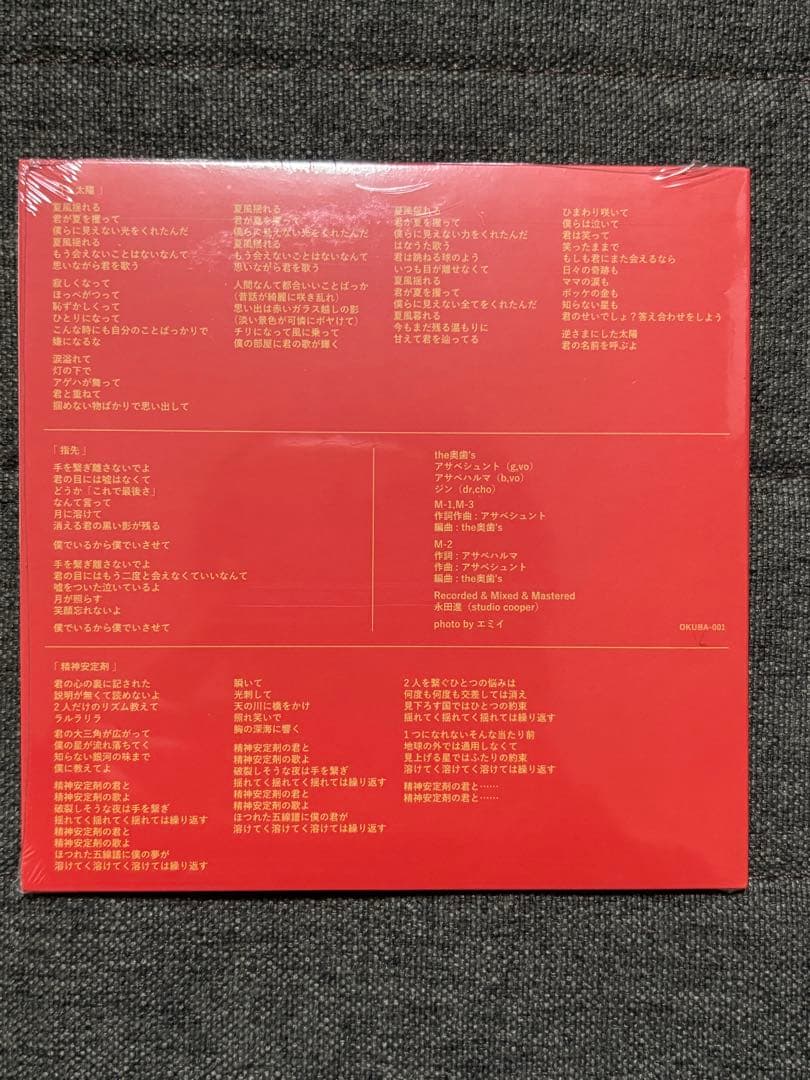 太陽」
夏風揺れる
君が夏を攫って
僕らに見えない光をくれたんだ
夏風揺れる
もう会えないことはないなんて
思いながら君を歌う
寂しくなって
ほっぺがつって
恥ずかしくって
ひとりになって
こんな時にも自分のことばっかりで
嫌になるな
涙溢れて
灯の下で
アゲハが舞って
君と重ねて
掴めない物ばかりで思い出して
夏風揺れる
君が夏を攫って
僕らに見えない光をくれたんだ
夏風揺れる
もう会えないことはないなんて
思いながら君を歌う
人間なんて都合いいことばっか
(昔話が綺麗に咲き乱れ)
思い出は赤いガラス越しの影
(淡い景色が可憐にボヤけて)
チリになって風に乗って
僕の部屋に君の歌が輝く
夏風揺れる
君が夏を攫って
僕らに見えない力をくれたんだ
はなうた歌う
君は跳ねる球のよう
いつも目が離せなくて
夏風揺れる
君が夏を攫って
僕らに見えない全てをくれたんだ
夏風暮れる
今もまだ残る温もりに
甘えて君を辿ってる
ひまわり咲いて
僕らは泣いて
君は笑って
笑ったままで
もしも君にまた会えるなら
日々の奇跡も
ママの涙も
ポッケの金も
知らない星も
君のせいでしょ?答え合わせをしよう
逆さまにした太陽
君の名前を呼ぶよ
「指先」
手を繋ぎ離さないでよ
君の目には嘘はなくて
どうか「これで最後さ」
なんて言って
月に溶けて
消える君の黒い影が残る
僕でいるから僕でいさせて
手を繋ぎ離さないでよ
君の目にはもう二度と会えなくていいなんて
嘘をついた泣いているよ
月が照らす
笑顔忘れないよ
僕でいるから僕でいさせて
the奥歯's
アサベシュント(g,vo)
アサベハルマ(b,vo)
ジン(dr,cho)
M-1,M-3
作詞作曲:アサベシュント
編曲:the奥歯's
M-2
作詞:アサベハルマ
作曲:アサベシュント
編曲:the奥歯's
Recorded & Mixed & Mastered
永田進(studio cooper)
photo by エミイ
OKUBA-001
「精神安定剤」
君の心の裏に記された
説明が無くて読めないよ
2人だけのリズム教えて
ラルラリラ
君の大三角が広がって
僕の星が流れ落ちてく
知らない銀河の味まで
僕に教えてよ
精神安定剤の君と
精神安定剤の歌よ
破裂しそうな夜は手を繋ぎ
揺れてく揺れてく揺れては繰り返す
精神安定剤の君と
精神安定剤の歌よ
ほつれた五線譜に僕の夢が
溶けてく溶けてく溶けては繰り返す
瞬いて
光刺して
天の川に橋をかけ
照れ笑いで
胸の深海に響く
精神安定剤の君と
精神安定剤の歌よ
破裂しそうな夜は手を繋ぎ
揺れてく揺れてく揺れては繰り返す
精神安定剤の君と
精神安定剤の歌よ
ほつれた五線譜に僕の君が
溶けてく溶けてく溶けては繰り返す
2人を繋ぐひとつの悩みは
何度も何度も交差しては消え
見下ろす国ではひとつの約束
揺れてく揺れてく揺れては繰り返す
1つになれないそんな当たり前
地球の外では通用しなくて
見上げる星ではふたりの約束
溶けてく溶けてく溶けては繰り返す
精神安定剤の君と……
精神安定剤の君と……